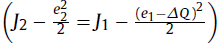 (J₂ − e₂²/2 = J₁ − (e₁−ΔQ)²/2)